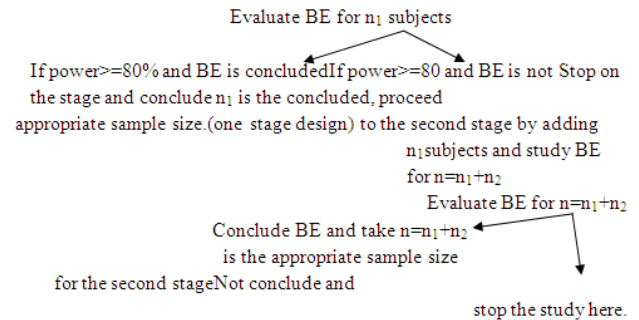 Evaluate BE for n₁ subjects
If power>=80% and BE is concludedIf power>=80 and BE is not Stop on
the stage and conclude n₁ is the concluded, proceed
appropriate sample size.(one stage design) to the second stage by adding
n₁subjects and study BE
for n=n₁+n₂
Evaluate BE for n=n₁+n₂
Conclude BE and take n=n₁+n₂
is the appropriate sample size
for the second stageNot conclude and
stop the study here.